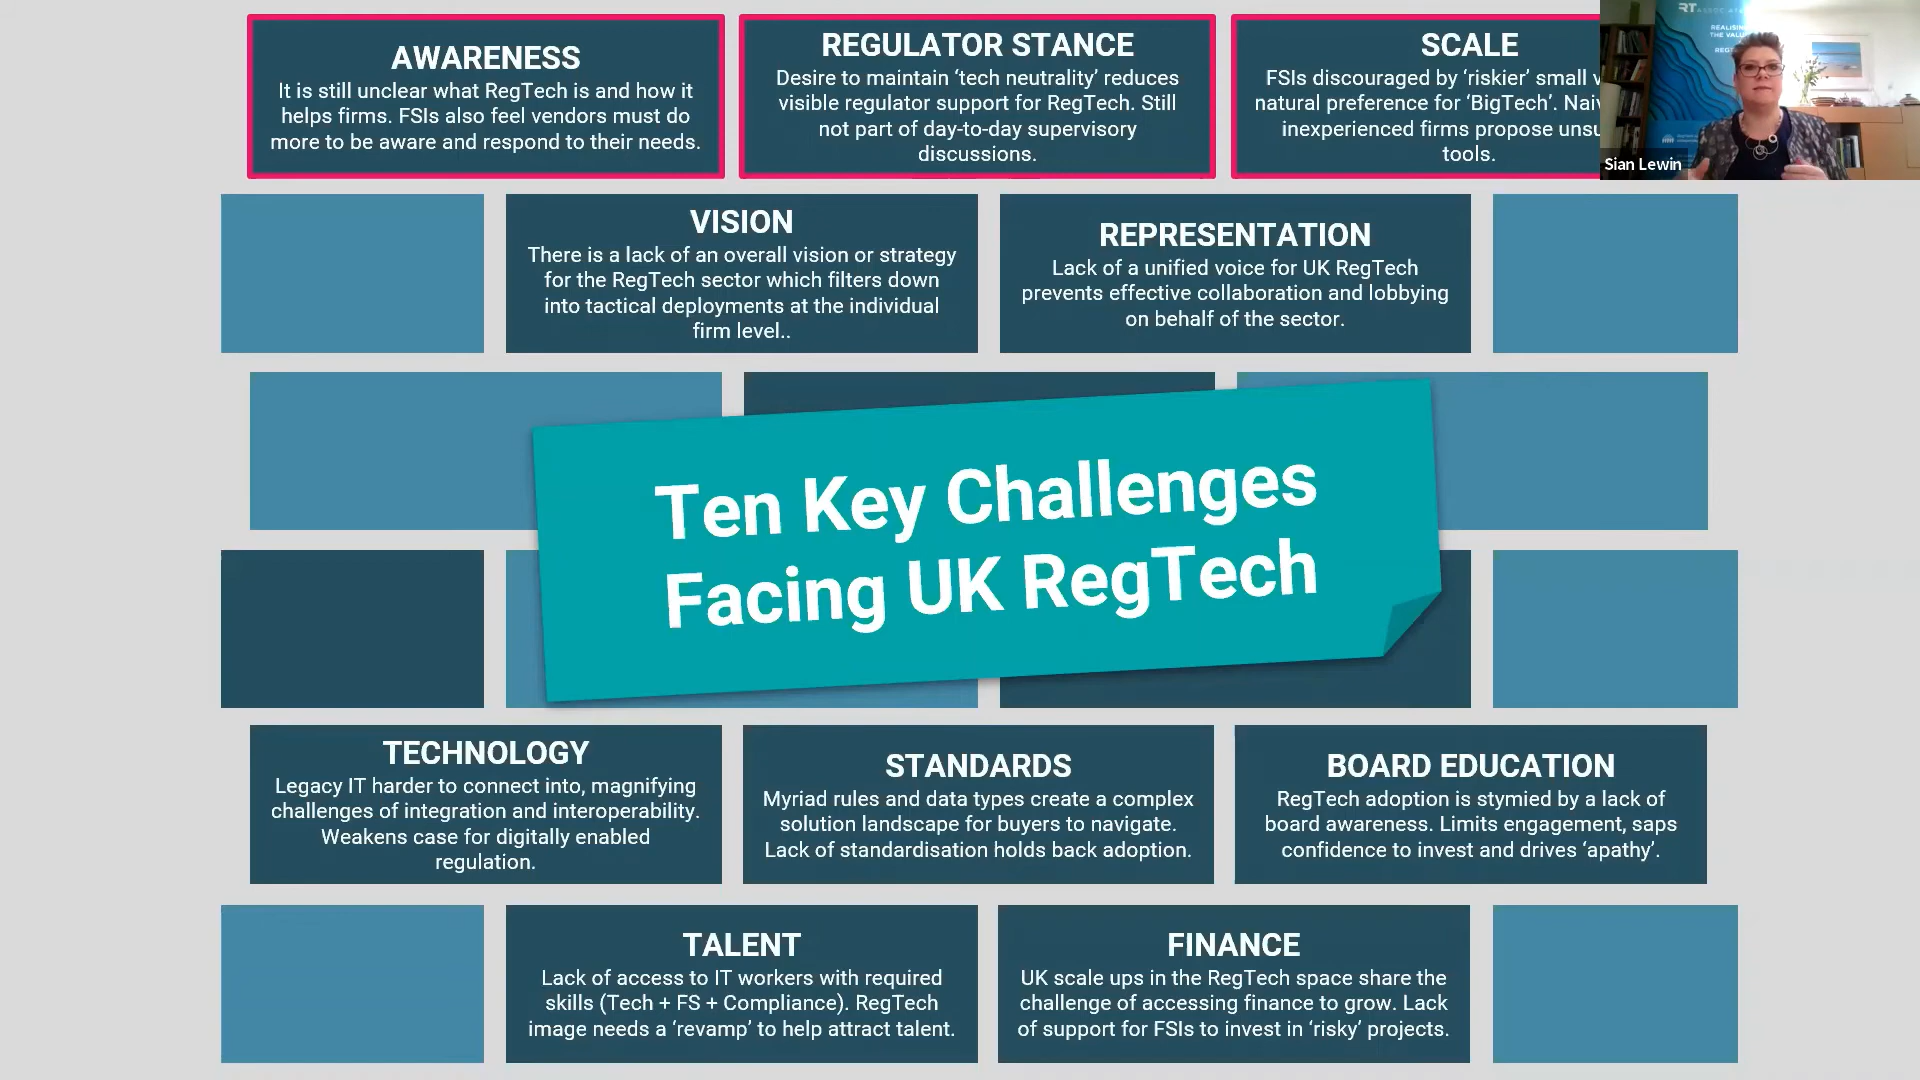 AWARENESS
It is still unclear what RegTech is and how it
helps firms. FSIs also feel vendors must do
more to be aware and respond to their needs.
REGULATOR STANCE
Desire to maintain ‘tech neutrality’ reduces
visible regulator support for RegTech. Still
not part of day-to-day supervisory
discussions.
SCALE
FSIs discouraged by ‘riskier’ small
natural preference for ‘BigTech’.
inexperienced firms propose
tools.
RT ASSOCIATES
REALISING
THE VALUE
Sian Lewin
VISION
There is a lack of an overall vision or strategy
for the RegTech sector which filters down
into tactical deployments at the individual
firm level..
REPRESENTATION
Lack of a unified voice for UK RegTech
prevents effective collaboration and lobbying
on behalf of the sector.
Ten Key Challenges
Facing UK RegTech
TECHNOLOGY
Legacy IT harder to connect into, magnifying
challenges of integration and interoperability.
Weakens case for digitally enabled
regulation.
STANDARDS
Myriad rules and data types create a complex
solution landscape for buyers to navigate.
Lack of standardisation holds back adoption.
BOARD EDUCATION
RegTech adoption is stymied by a lack of
board awareness. Limits engagement, saps
confidence to invest and drives ‘apathy’.
TALENT
Lack of access to IT workers with required
skills (Tech + FS + Compliance). RegTech
image needs a ‘revamp’ to help attract talent.
FINANCE
UK scale ups in the RegTech space share the
challenge of accessing finance to grow. Lack
of support for FSIs to invest in ‘risky’ projects.